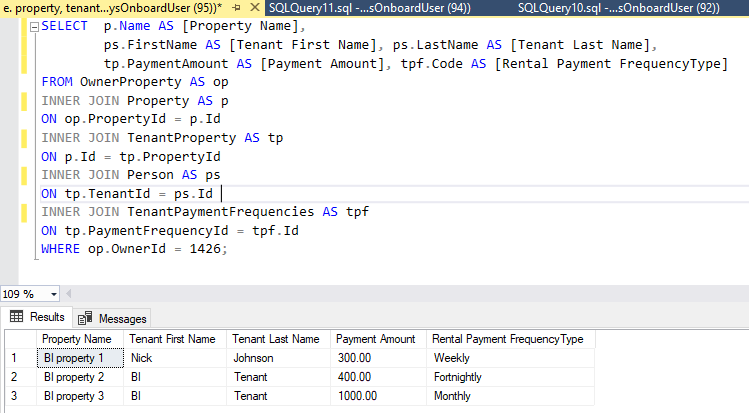 e. property, tenant...ysOnboardUser (95))* SQLQuery11.sql -...sOnboardUser (94)) SQLQuery10.sql -...sOnboardUser (92))
SELECT p.Name AS [Property Name],
ps.FirstName AS [Tenant First Name], ps.LastName AS [Tenant Last Name],
tp.PaymentAmount AS [Payment Amount], tpf.Code AS [Rental Payment FrequencyType]
FROM OwnerProperty AS op
INNER JOIN Property AS p
ON op.PropertyId = p.Id
INNER JOIN TenantProperty AS tp
ON p.Id = tp.PropertyId
INNER JOIN Person AS ps
ON tp.TenantId = ps.Id
INNER JOIN TenantPaymentFrequencies AS tpf
ON tp.PaymentFrequencyId = tpf.Id
WHERE op.OwnerId = 1426;
109 %
Results Messages
Property Name Tenant First Name Tenant Last Name Payment Amount Rental Payment FrequencyType
1 BI property 1 Nick Johnson 300.00 Weekly
2 BI property 2 BI Tenant 400.00 Fortnightly
3 BI property 3 BI Tenant 1000.00 Monthly